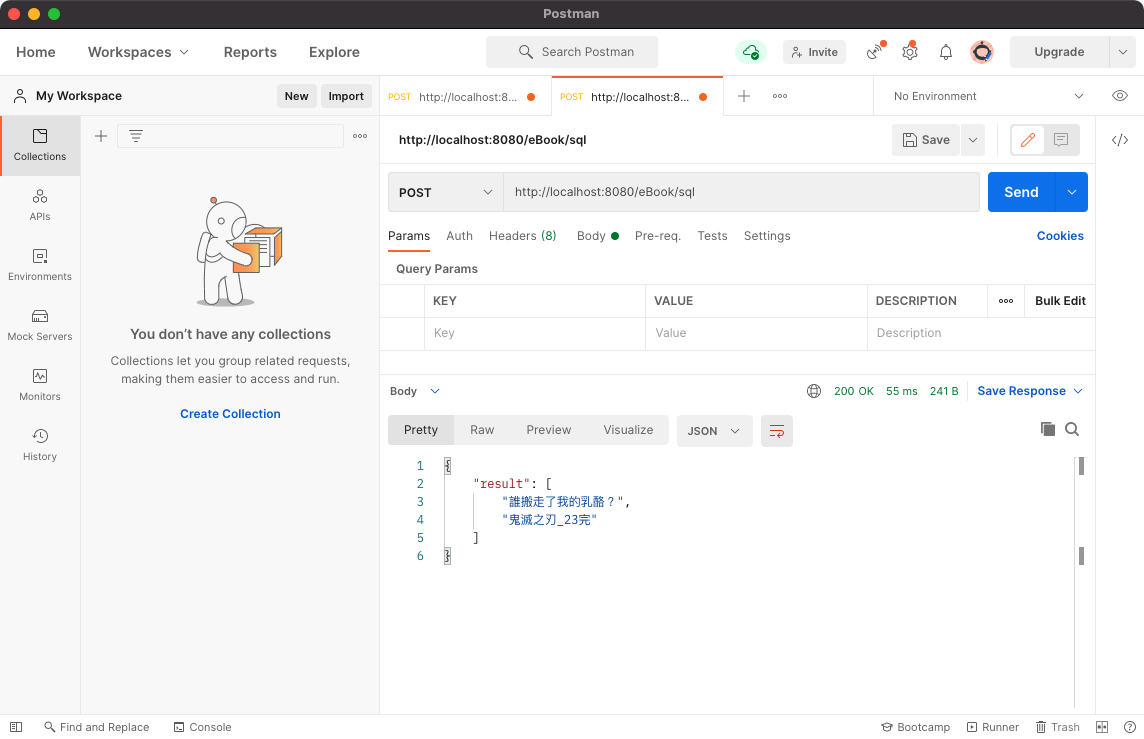 Postman
Home Workspaces Reports Explore Search Postman Invite Upgrade
My Workspace New Import POST http://localhost:8... POST http://localhost:8... No Environment
Collections
APIs
Environments
Mock Servers
Monitors
History
You don't have any collections
Collections let you group related requests,
making them easier to access and run.
Create Collection
http://localhost:8080/eBook/sql Save
POST http://localhost:8080/eBook/sql Send
Params Auth Headers (8) Body Pre-req. Tests Settings Cookies
Query Params
KEY VALUE DESCRIPTION Bulk Edit
Key Value Description
Body 200 OK 55 ms 241 B Save Response
Pretty Raw Preview Visualize JSON
1 {
2 "result": [
3 "誰搬走了我的乳酪？",
4 "鬼滅之刃_23完"
5 ]
6 }
Find and Replace Console Bootcamp Runner Trash